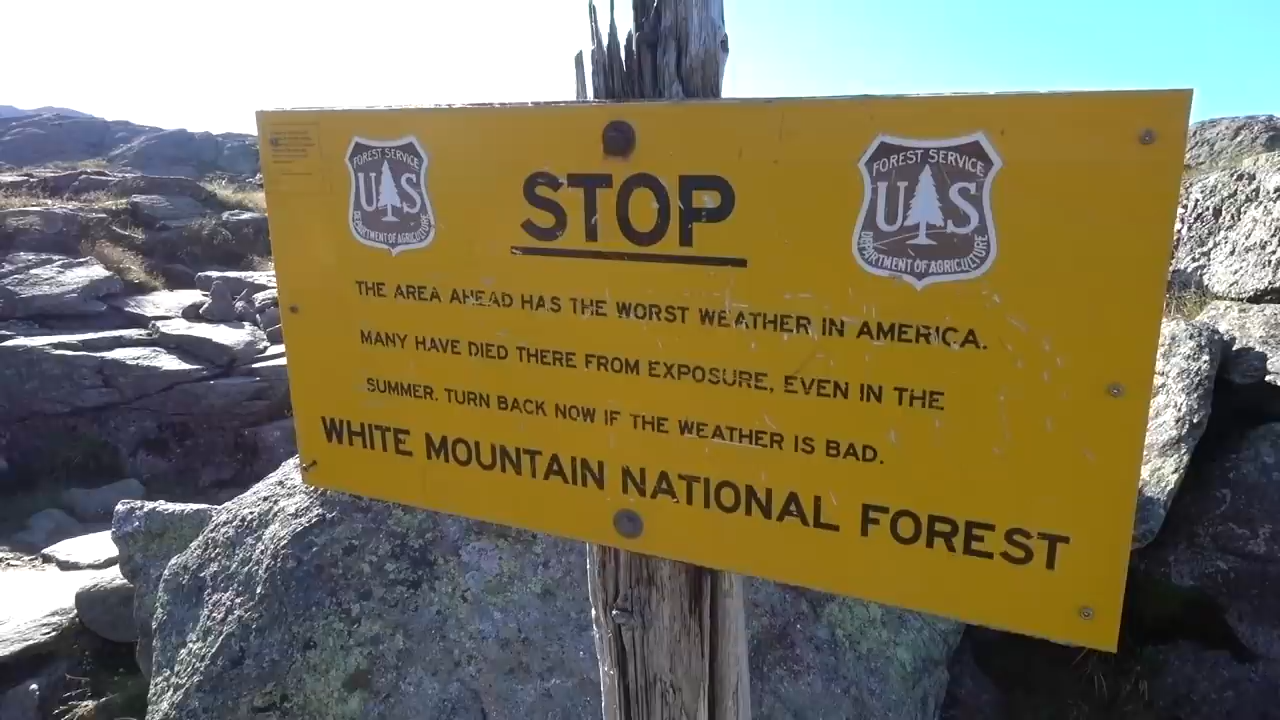 FOREST SERVICE
US
DEPARTMENT OF AGRICULTURE
STOP
FOREST SERVICE
US
DEPARTMENT OF AGRICULTURE
THE AREA AHEAD HAS THE WORST WEATHER IN AMERICA.
MANY HAVE DIED THERE FROM EXPOSURE, EVEN IN THE
SUMMER. TURN BACK NOW IF THE WEATHER IS BAD.
WHITE MOUNTAIN NATIONAL FOREST